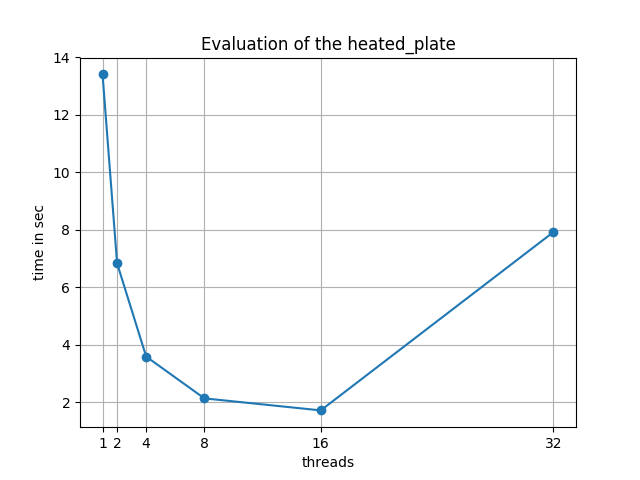 Evaluation of the heated_plate
14
12
10
8
6
4
2
time in sec
1 2 4 8 16 32
threads